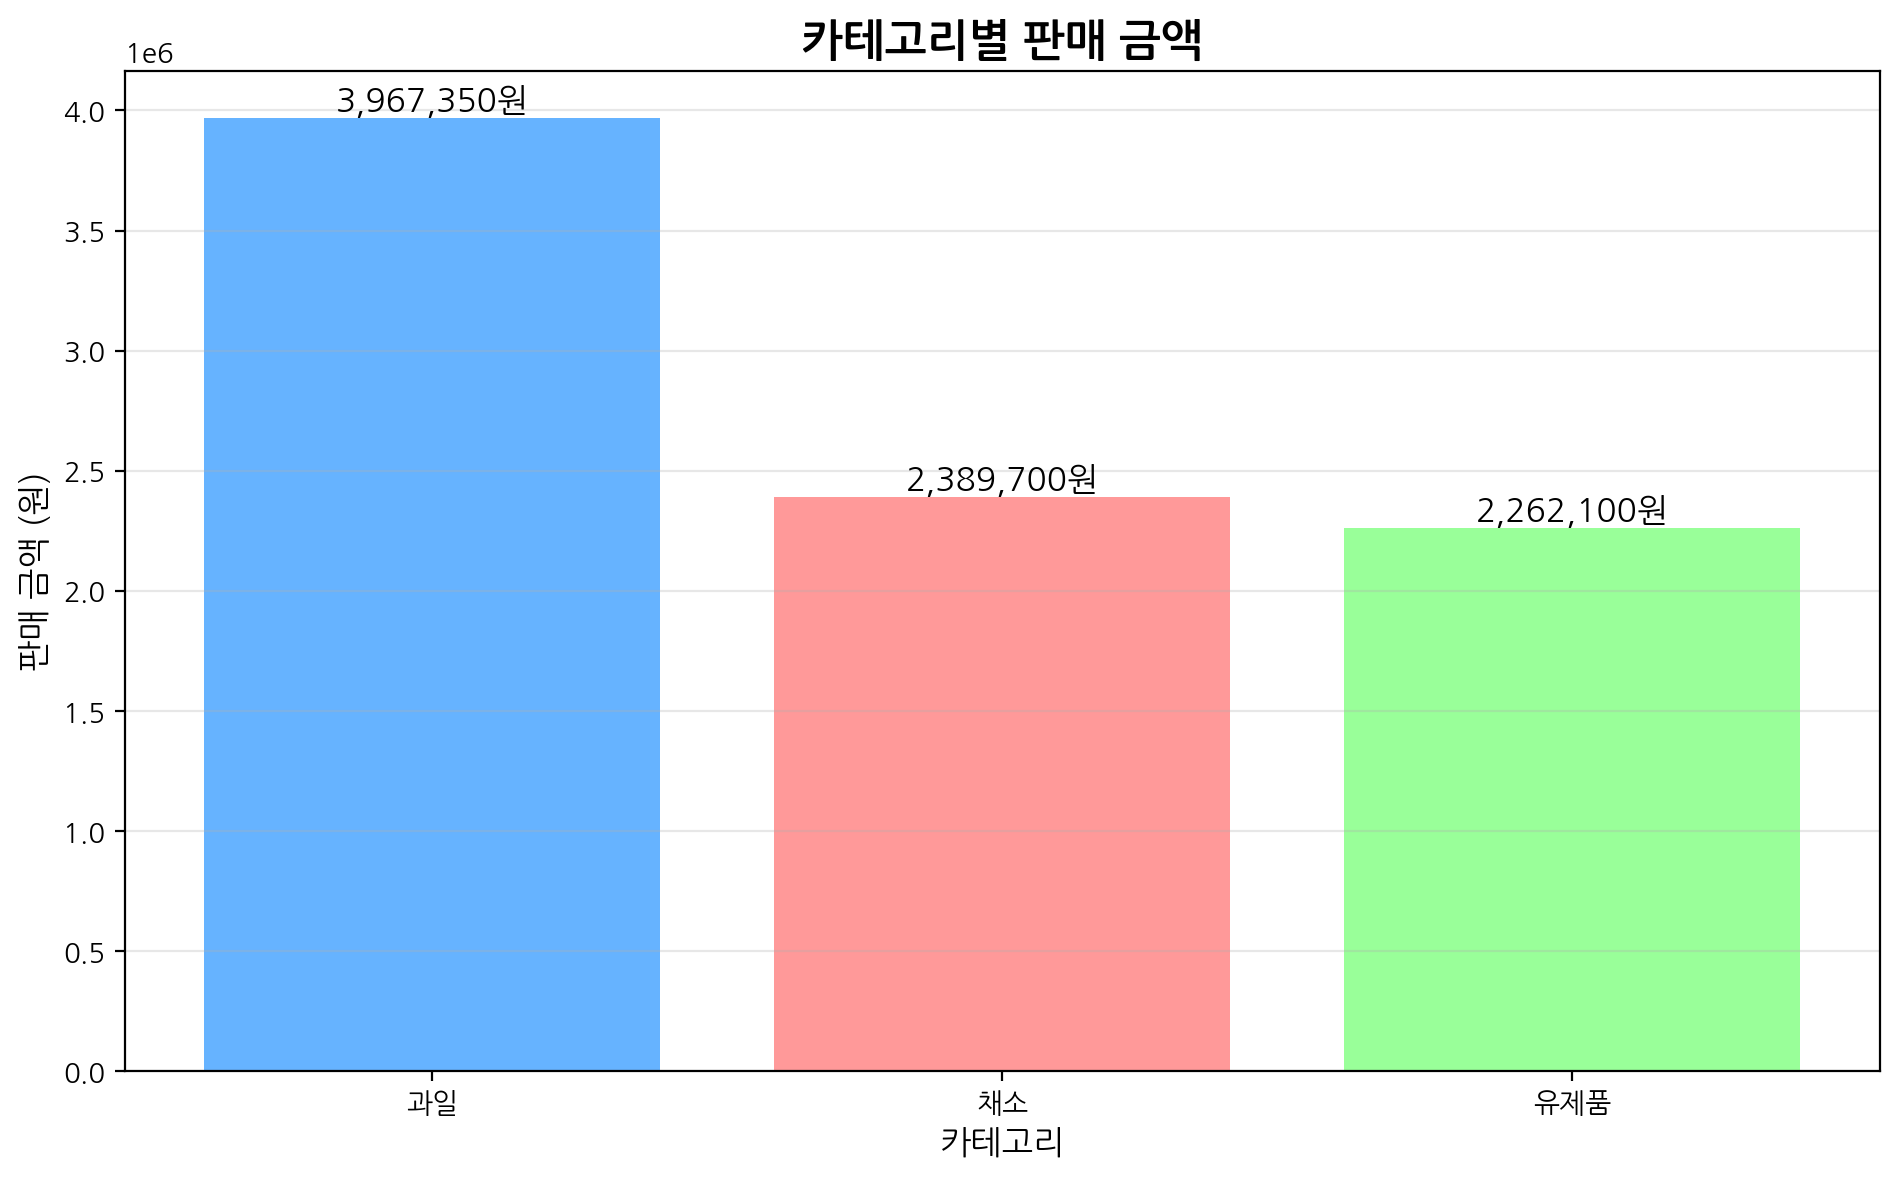 카테고리별 판매 금액
1e6
4.0
3.5
3.0
2.5
2.0
1.5
1.0
0.5
0.0
판매 금액 (원)
3,967,350원
2,389,700원
2,262,100원
과일
채소
유제품
카테고리